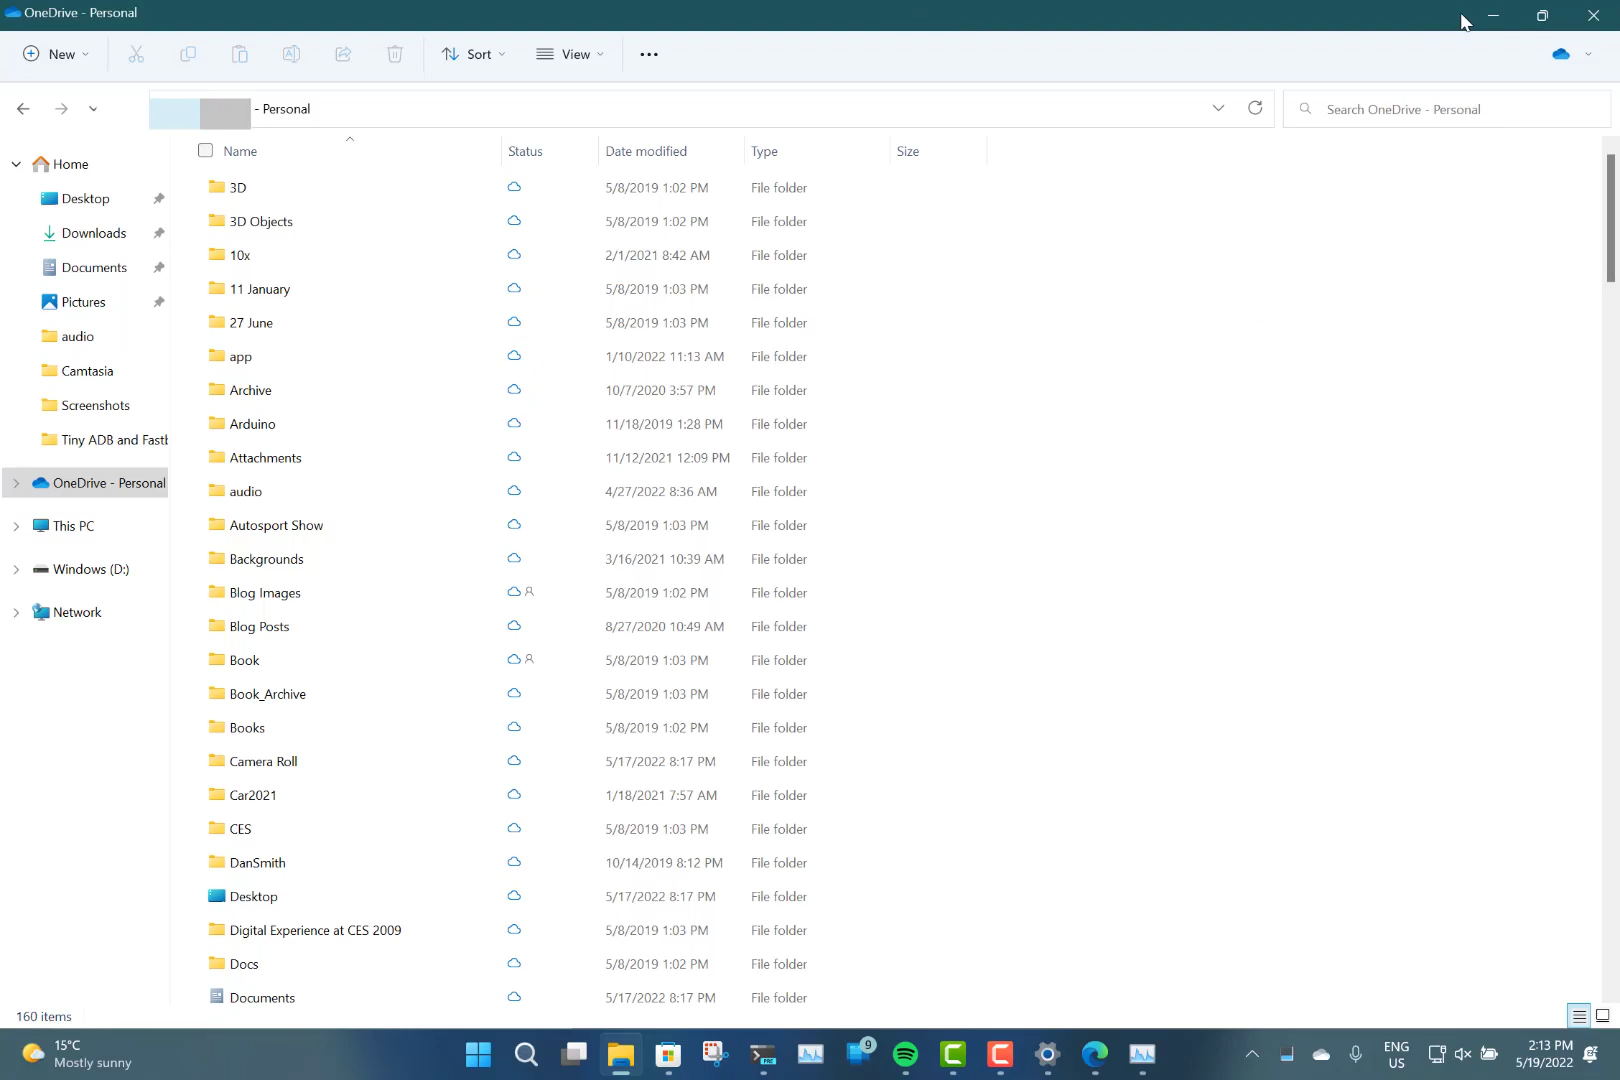 OneDrive - Personal
New
Sort
View
- Personal
Search OneDrive - Personal
Name Status Date modified Type Size
Home
Desktop
Downloads
Documents
Pictures
audio
Camtasia
Screenshots
Tiny ADB and Fastb
OneDrive - Personal
This PC
Windows (D:)
Network
3D 5/8/2019 1:02 PM File folder
3D Objects 5/8/2019 1:02 PM File folder
10x 2/1/2021 8:42 AM File folder
11 January 5/8/2019 1:03 PM File folder
27 June 5/8/2019 1:03 PM File folder
app 1/10/2022 11:13 AM File folder
Archive 10/7/2020 3:57 PM File folder
Arduino 11/18/2019 1:28 PM File folder
Attachments 11/12/2021 12:09 PM File folder
audio 4/27/2022 8:36 AM File folder
Autosport Show 5/8/2019 1:03 PM File folder
Backgrounds 3/16/2021 10:39 AM File folder
Blog Images 5/8/2019 1:02 PM File folder
Blog Posts 8/27/2020 10:49 AM File folder
Book 5/8/2019 1:03 PM File folder
Book_Archive 5/8/2019 1:03 PM File folder
Books 5/8/2019 1:02 PM File folder
Camera Roll 5/17/2022 8:17 PM File folder
Car2021 1/18/2021 7:57 AM File folder
CES 5/8/2019 1:03 PM File folder
DanSmith 10/14/2019 8:12 PM File folder
Desktop 5/17/2022 8:17 PM File folder
Digital Experience at CES 2009 5/8/2019 1:03 PM File folder
Docs 5/8/2019 1:02 PM File folder
Documents 5/17/2022 8:17 PM File folder
160 items
15°C
Mostly sunny
PRE
9
ENG
US
2:13 PM
5/19/2022